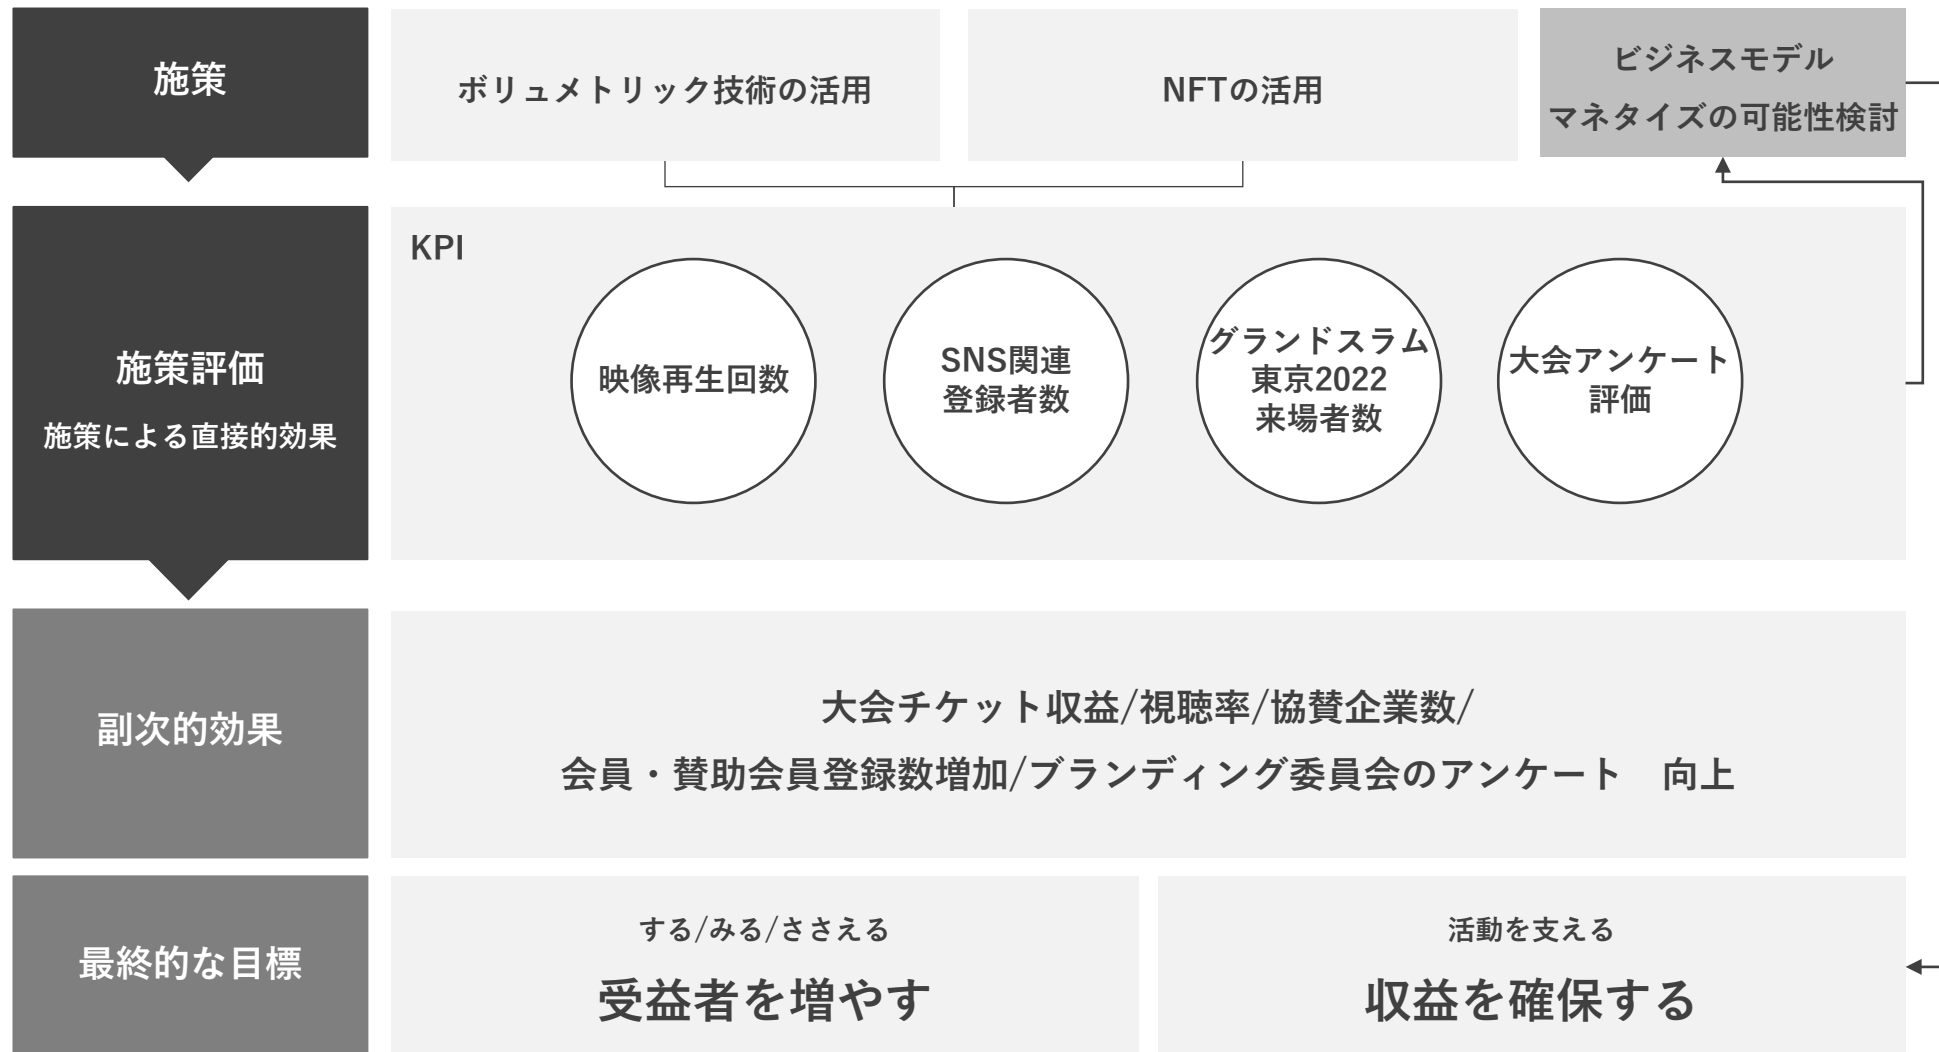 施策
ボリュメトリック技術の活用
NFTの活用
ビジネスモデル
マネタイズの可能性検討
施策評価
施策による直接的効果
KPI
映像再生回数
SNS関連
登録者数
グランドスラム
東京2022
来場者数
大会アンケート
評価
副次的効果
大会チケット収益/視聴率/協賛企業数/
会員・賛助会員登録数増加/ブランディング委員会のアンケート　向上
最終的な目標
する/みる/ささえる
受益者を増やす
活動を支える
収益を確保する